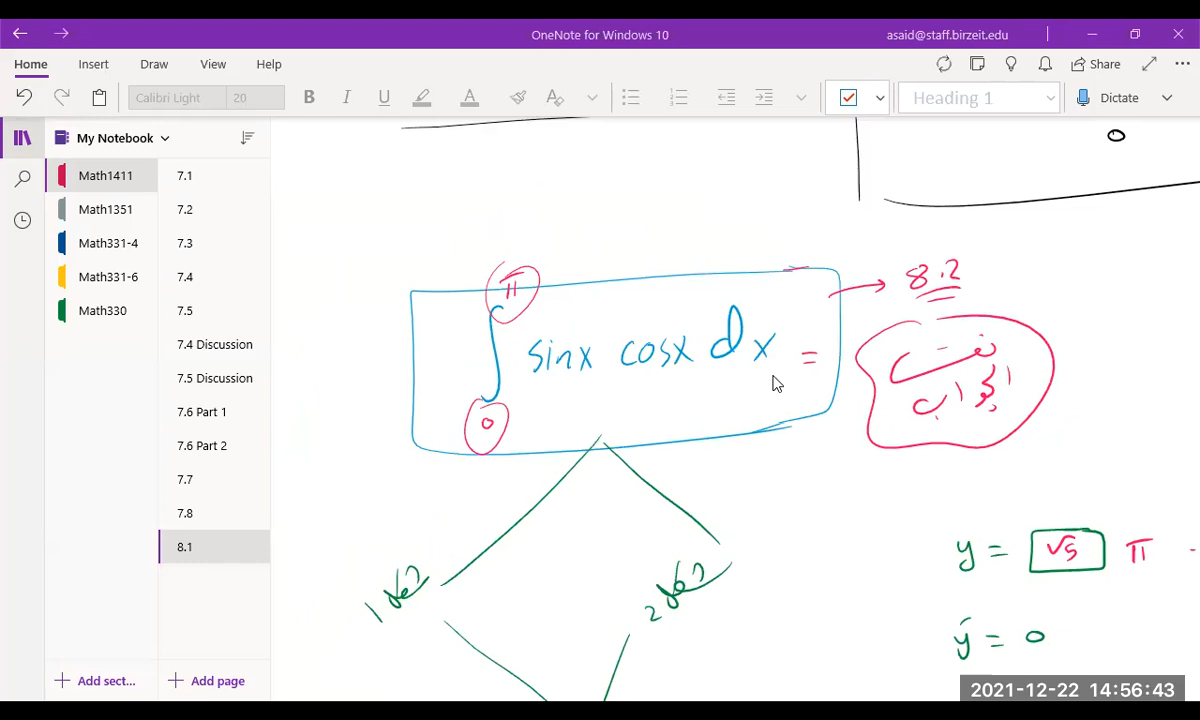 OneNote for Windows 10
asaid@staff.birzeit.edu
Home Insert Draw View Help
Share
Calibri Light 20 B I U A Heading 1 Dictate
My Notebook
Math1411
Math1351
Math331-4
Math331-6
Math330
7.1
7.2
7.3
7.4
7.5
7.4 Discussion
7.5 Discussion
7.6 Part 1
7.6 Part 2
7.7
7.8
8.1
Add sect...
Add page
∫₀^π sinx cosx dx =
8.2
1
2
y = √5 π
y' = 0
2021-12-22 14:56:43